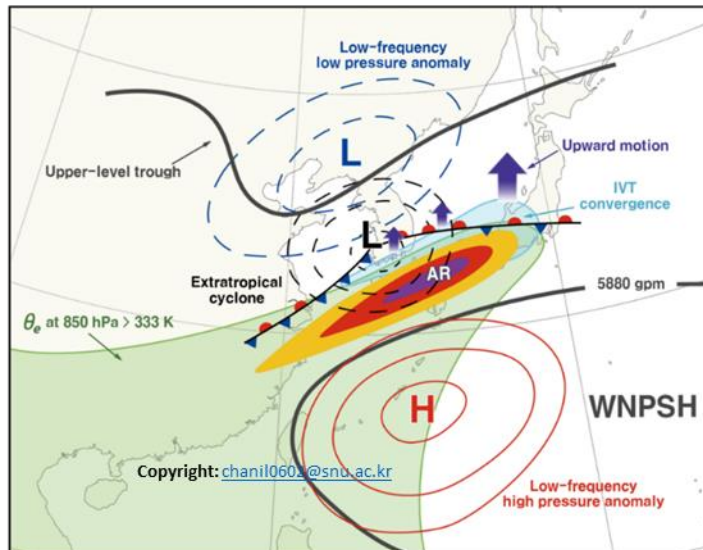 Low-frequency
low pressure anomaly
L
Upper-level trough
Upward motion
IVT
convergence
L
Extratropical
cyclone
AR
5880 gpm
θe at 850 hPa > 333 K
H
WNPSH
Copyright: chanil0602@snu.ac.kr
Low-frequency
high pressure anomaly